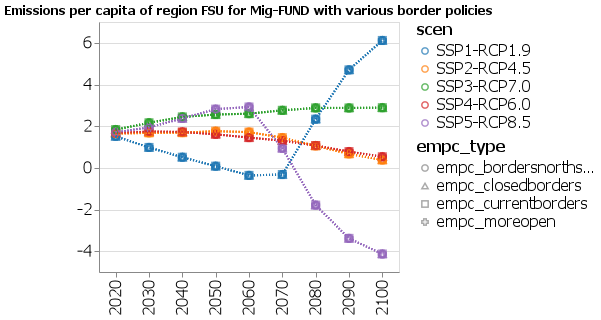 Emissions per capita of region FSU for Mig-FUND with various border policies
scen
SSP1-RCP1.9
SSP2-RCP4.5
SSP3-RCP7.0
SSP4-RCP6.0
SSP5-RCP8.5
empc_type
empc_bordersnorths...
empc_closedborders
empc_currentborders
empc_moreopen
6
4
2
0
-2
-4
2020 2030 2040 2050 2060 2070 2080 2090 2100